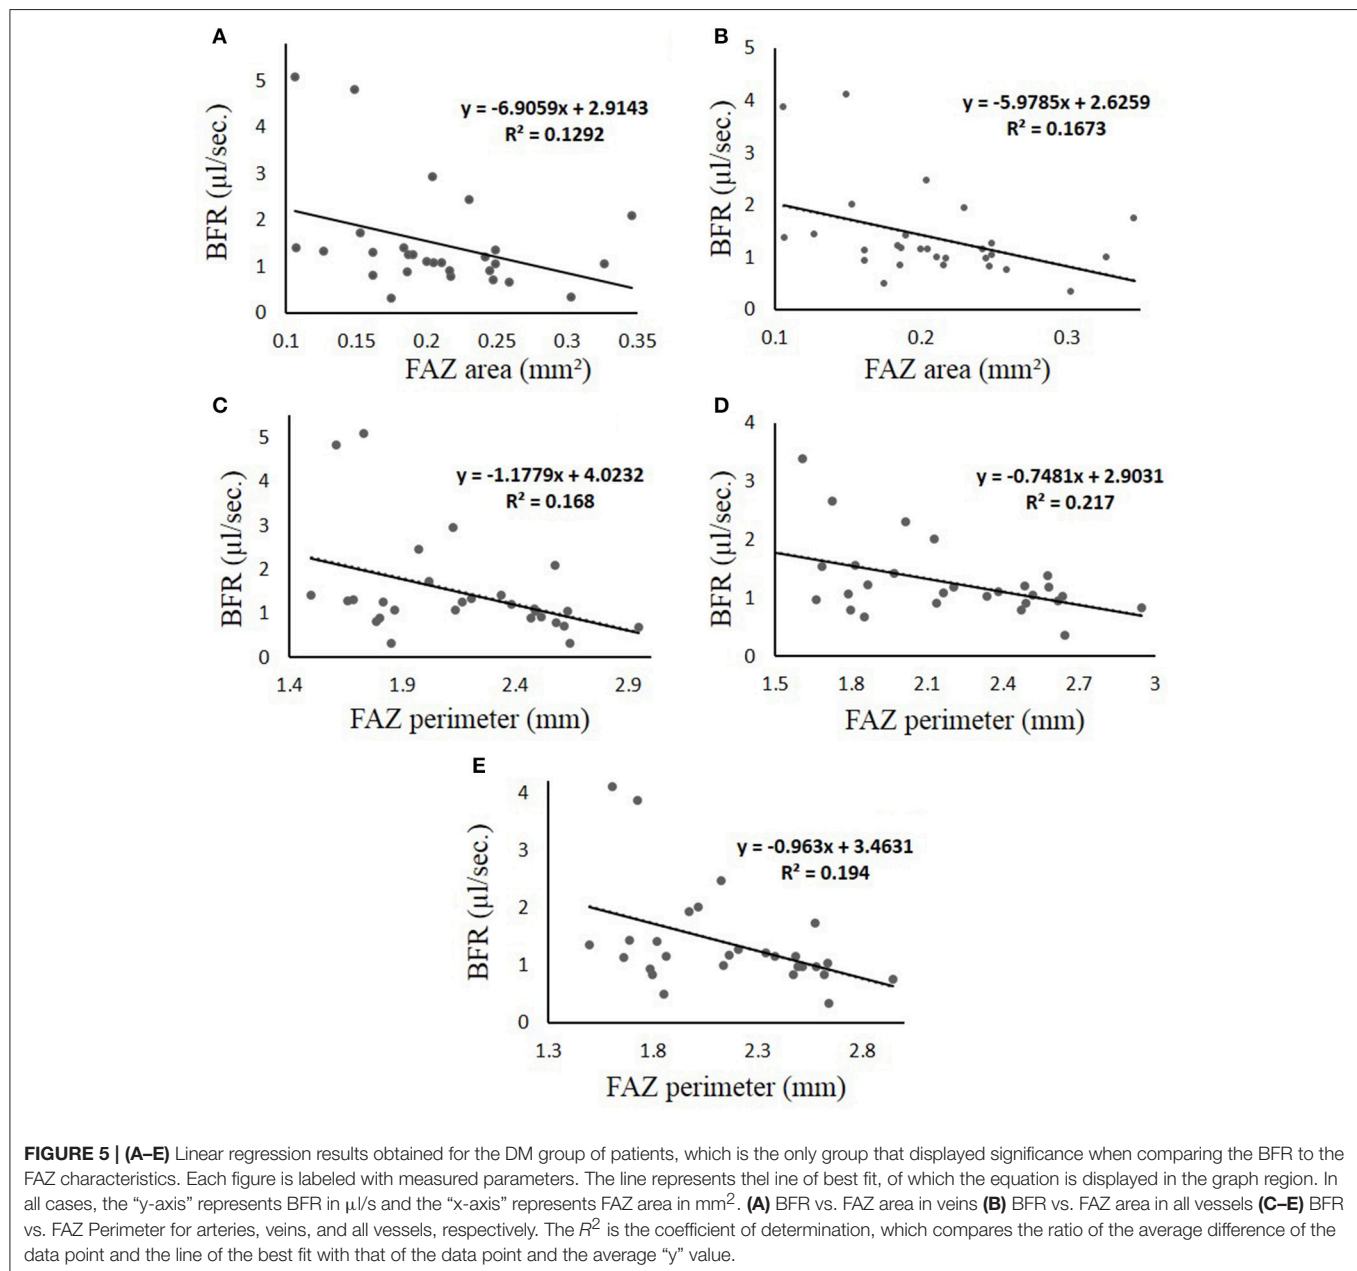 A
BFR (µl/sec.)
5
4
3
2
1
0
y = -6.9059x + 2.9143
R² = 0.1292
0.1 0.15 0.2 0.25 0.3 0.35
FAZ area (mm²)
B
BFR (µl/sec.)
5
4
3
2
1
0
y = -5.9785x + 2.6259
R² = 0.1673
0.1 0.2 0.3
FAZ area (mm²)
C
BFR (µl/sec.)
5
4
3
2
1
0
y = -1.1779x + 4.0232
R² = 0.168
1.4 1.9 2.4 2.9
FAZ perimeter (mm)
D
BFR (µl/sec.)
4
3
2
1
0
y = -0.7481x + 2.9031
R² = 0.217
1.5 1.8 2.1 2.4 2.7 3
FAZ perimeter (mm)
E
BFR (µl/sec.)
4
3
2
1
0
y = -0.963x + 3.4631
R² = 0.194
1.3 1.8 2.3 2.8
FAZ perimeter (mm)
FIGURE 5 | (A–E) Linear regression results obtained for the DM group of patients, which is the only group that displayed significance when comparing the BFR to the
FAZ characteristics. Each figure is labeled with measured parameters. The line represents thel line of best fit, of which the equation is displayed in the graph region. In
all cases, the “y-axis” represents BFR in µl/s and the “x-axis” represents FAZ area in mm². (A) BFR vs. FAZ area in veins (B) BFR vs. FAZ area in all vessels (C–E) BFR
vs. FAZ Perimeter for arteries, veins, and all vessels, respectively. The R² is the coefficient of determination, which compares the ratio of the average difference of the
data point and the line of the best fit with that of the data point and the average “y” value.